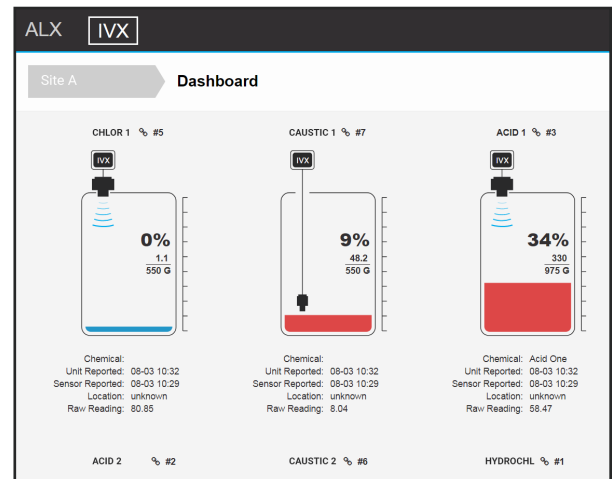 ALX IVX
Site A Dashboard
CHLOR 1 #5 CAUSTIC 1 #7 ACID 1 #3
IVX IVX IVX
0% 9% 34%
1.1 48.2 330
550 G 550 G 975 G
Chemical: Chemical: Chemical: Acid One
Unit Reported: 08-03 10:32 Unit Reported: 08-03 10:32 Unit Reported: 08-03 10:32
Sensor Reported: 08-03 10:29 Sensor Reported: 08-03 10:29 Sensor Reported: 08-03 10:29
Location: unknown Location: unknown Location: unknown
Raw Reading: 80.85 Raw Reading: 8.04 Raw Reading: 58.47
ACID 2 #2 CAUSTIC 2 #6 HYDROCHL #1